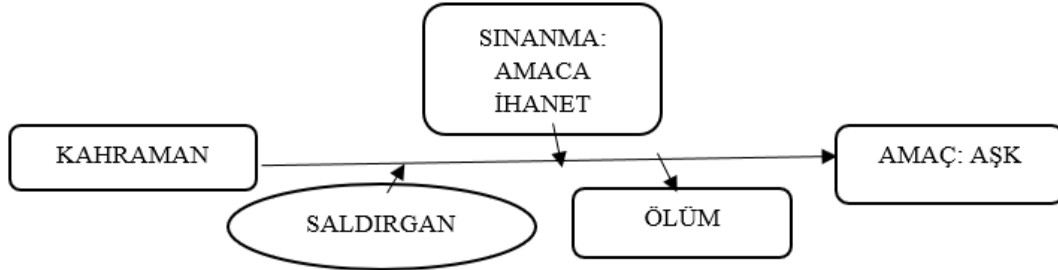 SINANMA:
AMACA
İHANET
KAHRAMAN
AMAÇ: AŞK
SALDIRGAN
ÖLÜM